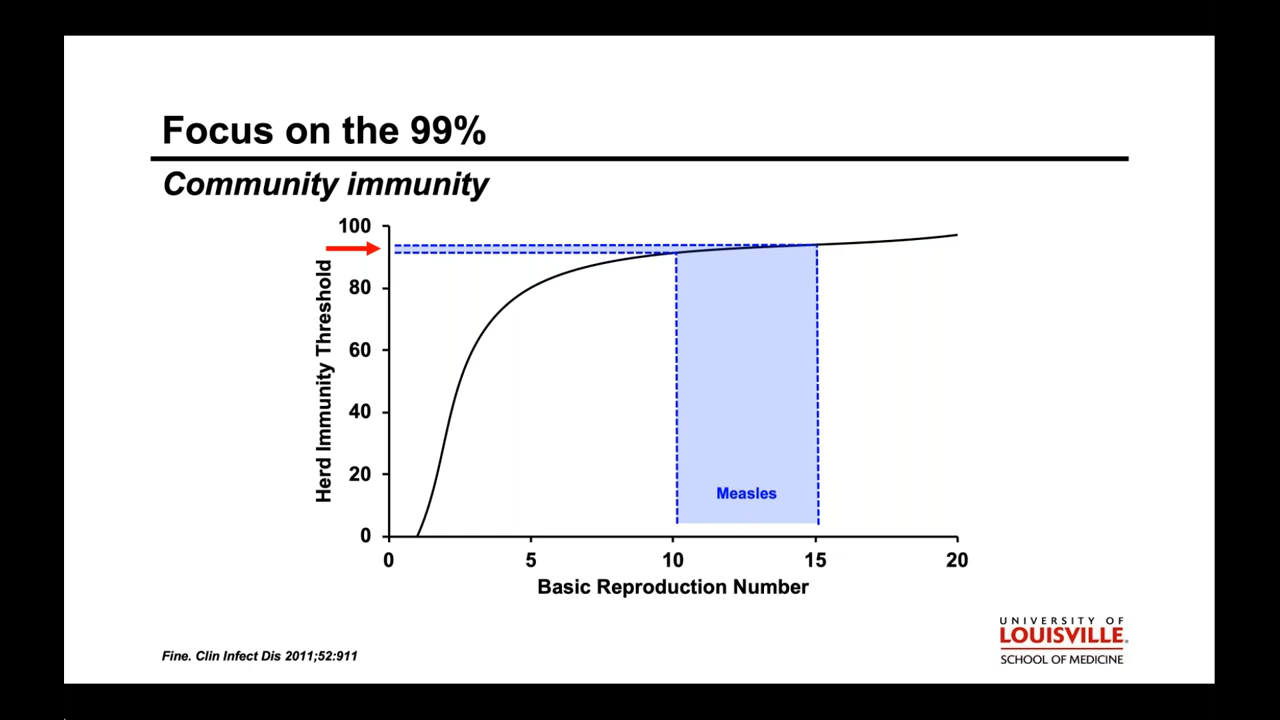 Focus on the 99%
Community immunity
100
80
60
40
20
0
Herd Immunity Threshold
Measles
0 5 10 15 20
Basic Reproduction Number
Fine. Clin Infect Dis 2011;52:911
UNIVERSITY OF
LOUISVILLE.
SCHOOL OF MEDICINE